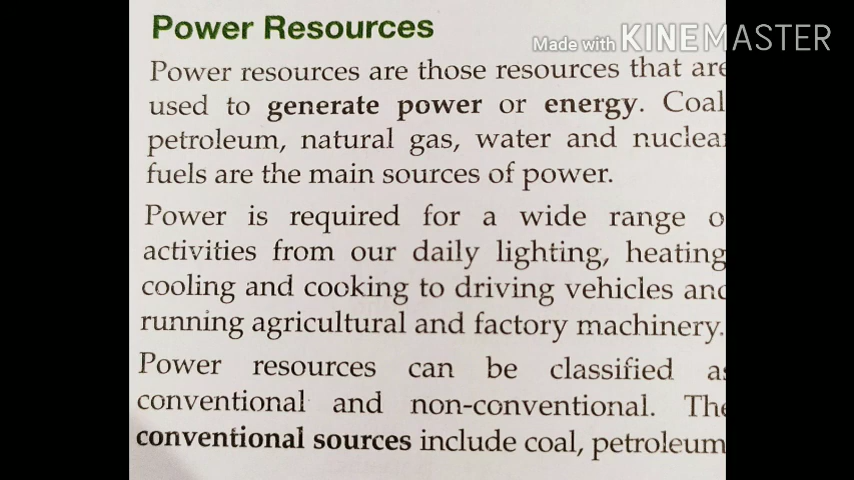 Power Resources
Made with KINEMASTER
Power resources are those resources that are
used to generate power or energy. Coal
petroleum, natural gas, water and nuclear
fuels are the main sources of power.
Power is required for a wide range o
activities from our daily lighting, heating
cooling and cooking to driving vehicles and
running agricultural and factory machinery.
Power resources can be classified as
conventional and non-conventional. The
conventional sources include coal, petroleum